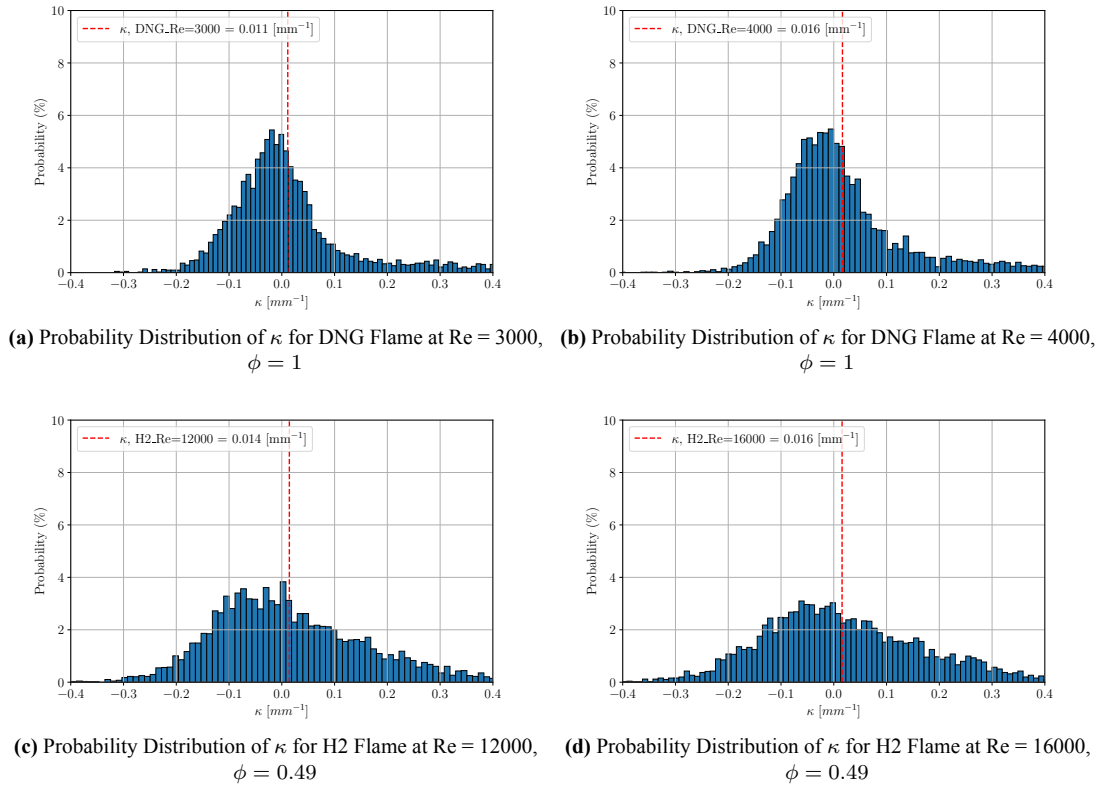 κ, DNG_Re=3000 = 0.011 [mm⁻¹]
10
8
6
4
2
0
Probability (%)
−0.4 −0.3 −0.2 −0.1 0.0 0.1 0.2 0.3 0.4
κ [mm⁻¹]
(a) Probability Distribution of κ for DNG Flame at Re = 3000,
ϕ = 1
κ, DNG_Re=4000 = 0.016 [mm⁻¹]
10
8
6
4
2
0
Probability (%)
−0.4 −0.3 −0.2 −0.1 0.0 0.1 0.2 0.3 0.4
κ [mm⁻¹]
(b) Probability Distribution of κ for DNG Flame at Re = 4000,
ϕ = 1
κ, H2_Re=12000 = 0.014 [mm⁻¹]
10
8
6
4
2
0
Probability (%)
−0.4 −0.3 −0.2 −0.1 0.0 0.1 0.2 0.3 0.4
κ [mm⁻¹]
(c) Probability Distribution of κ for H2 Flame at Re = 12000,
ϕ = 0.49
κ, H2_Re=16000 = 0.016 [mm⁻¹]
10
8
6
4
2
0
Probability (%)
−0.4 −0.3 −0.2 −0.1 0.0 0.1 0.2 0.3 0.4
κ [mm⁻¹]
(d) Probability Distribution of κ for H2 Flame at Re = 16000,
ϕ = 0.49